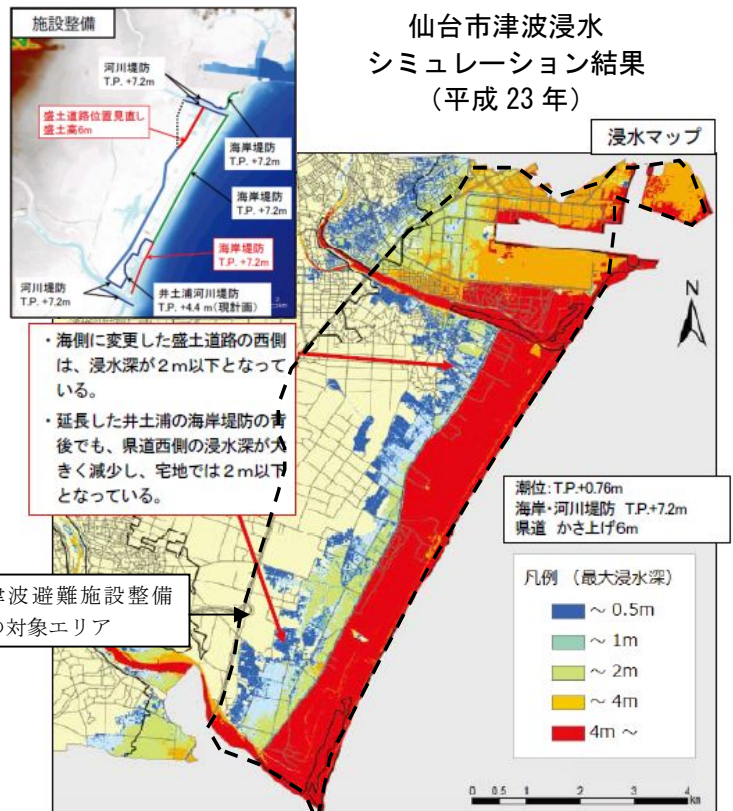 仙台市津波浸水
シミュレーション結果
（平成 23 年）
施設整備
河川堤防
T.P. +7.2m
盛土道路位置見直し
盛土高6m
海岸堤防
T.P. +7.2m
海岸堤防
T.P. +7.2m
海岸堤防
T.P. +7.2m
河川堤防
T.P. +7.2m
井土浦河川堤防
T.P. +4.4 m（現計画）
浸水マップ
N
・海側に変更した盛土道路の西側
は、浸水深が２ｍ以下となって
いる。
・延長した井土浦の海岸堤防の背
後でも、県道西側の浸水深が大
きく減少し、宅地では２ｍ以下
となっている。
潮位：T.P.+0.76m
海岸・河川堤防 T.P.+7.2m
県道 かさ上げ6m
波避難施設整備
対象エリア
凡例 （最大浸水深）
～ 0.5m
～ 1m
～ 2m
～ 4m
4m ～
0 0.5 1 2 3 4
km